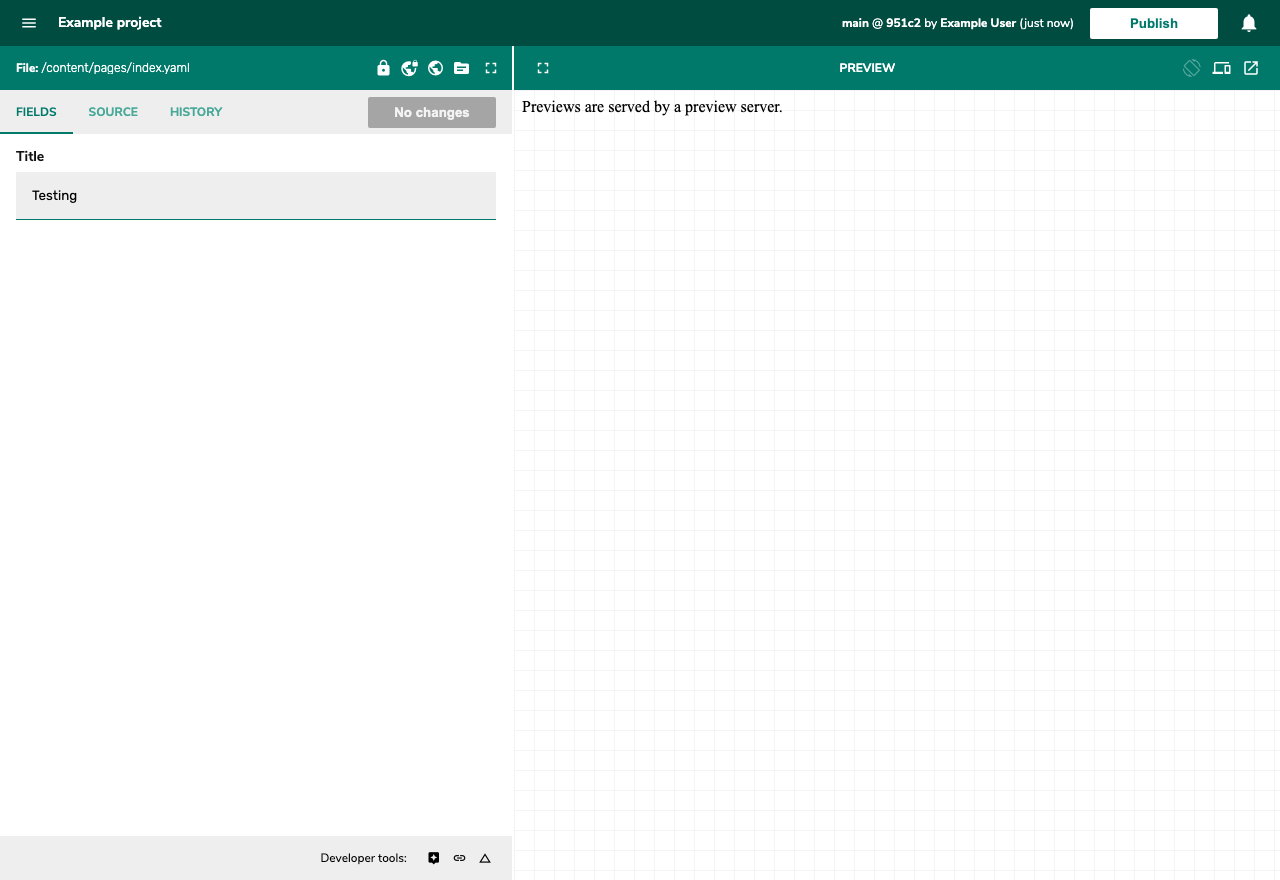 Example project
main @ 951c2 by Example User (just now)
Publish
File: /content/pages/index.yaml
PREVIEW
FIELDS
SOURCE
HISTORY
No changes
Previews are served by a preview server.
Title
Testing
Developer tools: